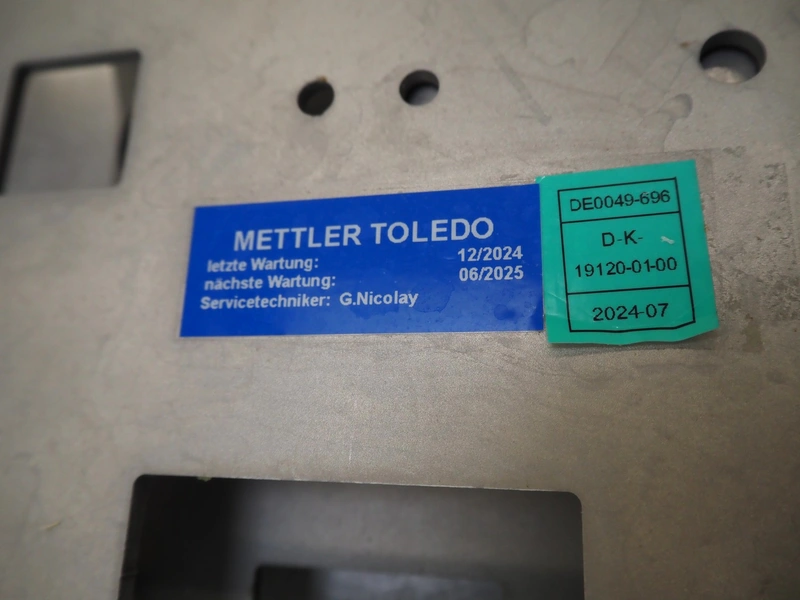 METTLER TOLEDO
letzte Wartung: 12/2024
nächste Wartung: 06/2025
Servicetechniker: G.Nicolay
DE0049-696
D-K-
19120-01-00
2024-07